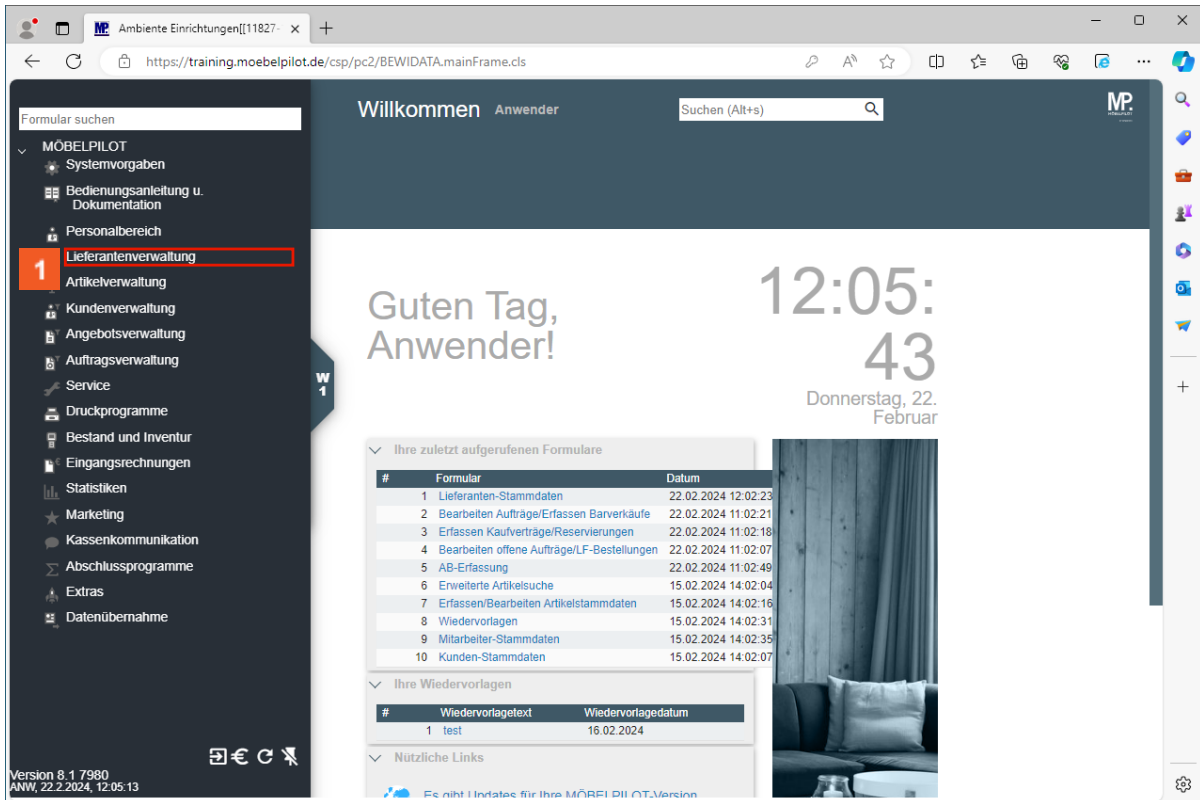 Ambiente Einrichtungen[[11827-
https://training.moebelpilot.de/csp/pc2/BEWIDATA.mainFrame.cls
Formular suchen
MÖBELPILOT
Systemvorgaben
Bedienungsanleitung u.
Dokumentation
Personalbereich
1
Lieferantenverwaltung
Artikelverwaltung
Kundenverwaltung
Angebotsverwaltung
Auftragsverwaltung
Service
Druckprogramme
Bestand und Inventur
Eingangsrechnungen
Statistiken
Marketing
Kassenkommunikation
Abschlussprogramme
Extras
Datenübernahme
Version 8.1 7980
ANW, 22.2.2024, 12:05:13
W
1
Willkommen Anwender
Suchen (Alt+s)
MP.
Guten Tag,
Anwender!
12:05:
43
Donnerstag, 22.
Februar
Ihre zuletzt aufgerufenen Formulare
# Formular Datum
1 Lieferanten-Stammdaten 22.02.2024 12:02:23
2 Bearbeiten Aufträge/Erfassen Barverkäufe 22.02.2024 11:02:21
3 Erfassen Kaufverträge/Reservierungen 22.02.2024 11:02:18
4 Bearbeiten offene Aufträge/LF-Bestellungen 22.02.2024 11:02:07
5 AB-Erfassung 22.02.2024 11:02:49
6 Erweiterte Artikelsuche 15.02.2024 14:02:04
7 Erfassen/Bearbeiten Artikelstammdaten 15.02.2024 14:02:16
8 Wiedervorlagen 15.02.2024 14:02:31
9 Mitarbeiter-Stammdaten 15.02.2024 14:02:35
10 Kunden-Stammdaten 15.02.2024 14:02:07
Ihre Wiedervorlagen
# Wiedervorlagetext Wiedervorlagedatum
1 test 16.02.2024
Nützliche Links
Es gibt Updates für Ihre MÖBELPILOT-Version